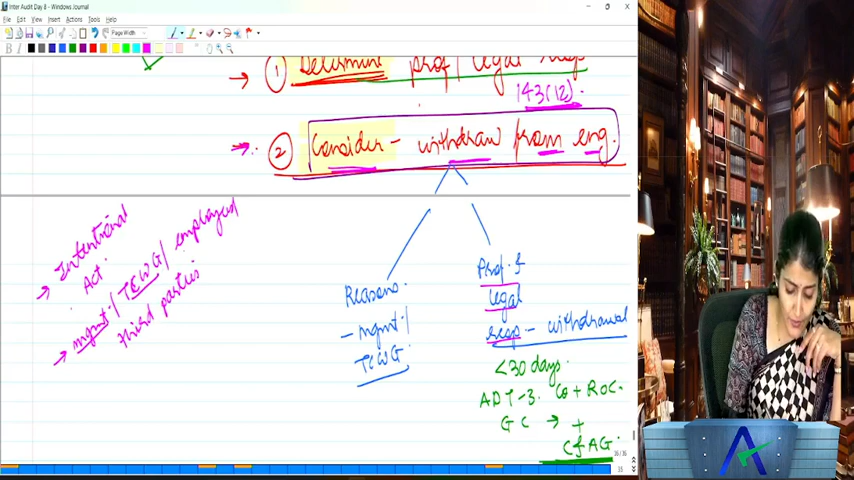 Inter Audit Day 8 - Windows Journal
File Edit View Insert Actions Tools Help
Page Width
① Determine prof / legal resp
143(12).
② Consider - withdraw from eng.
→ Intentional
Act.
→ mgmt / TCWG / employed
third parties
Reasons.
- mgmt /
TCWG.
Prof. &
legal
resp - withdrawal
<30 days.
ADT-3. Co + ROC.
GC → +
C&AG.